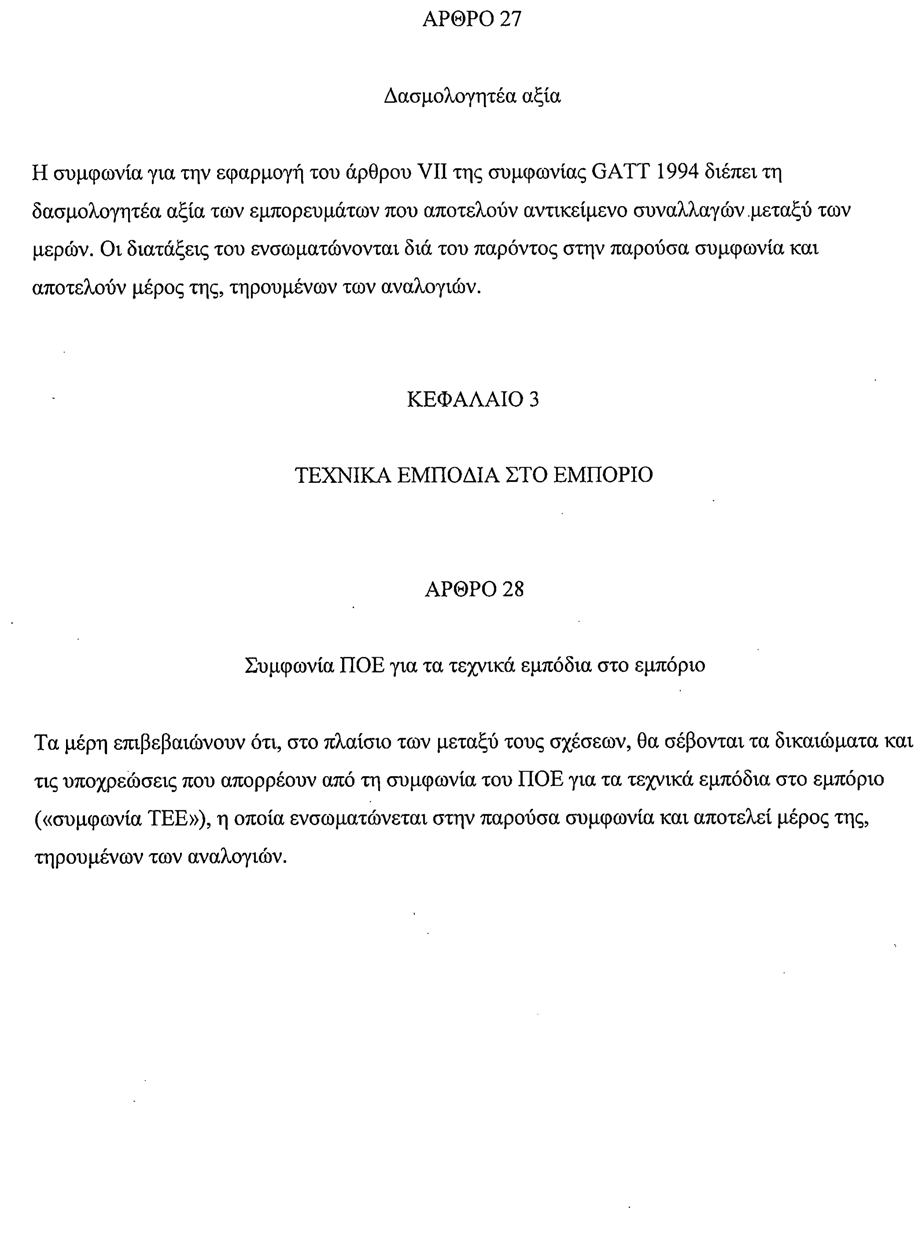 ΑΡΘΡΟ 27
Δασμολογητέα αξία
Η συμφωνία για την εφαρμογή του άρθρου VII της συμφωνίας GATT 1994 διέπει τη
δασμολογητέα αξία των εμπορευμάτων που αποτελούν αντικείμενο συναλλαγών μεταξύ των
μερών. Οι διατάξεις του ενσωματώνονται διά του παρόντος στην παρούσα συμφωνία και
αποτελούν μέρος της, τηρουμένων των αναλογιών.
ΚΕΦΑΛΑΙΟ 3
ΤΕΧΝΙΚΑ ΕΜΠΟΔΙΑ ΣΤΟ ΕΜΠΟΡΙΟ
ΑΡΘΡΟ 28
Συμφωνία ΠΟΕ για τα τεχνικά εμπόδια στο εμπόριο
Τα μέρη επιβεβαιώνουν ότι, στο πλαίσιο των μεταξύ τους σχέσεων, θα σέβονται τα δικαιώματα και
τις υποχρεώσεις που απορρέουν από τη συμφωνία του ΠΟΕ για τα τεχνικά εμπόδια στο εμπόριο
(«συμφωνία ΤΕΕ»), η οποία ενσωματώνεται στην παρούσα συμφωνία και αποτελεί μέρος της,
τηρουμένων των αναλογιών.